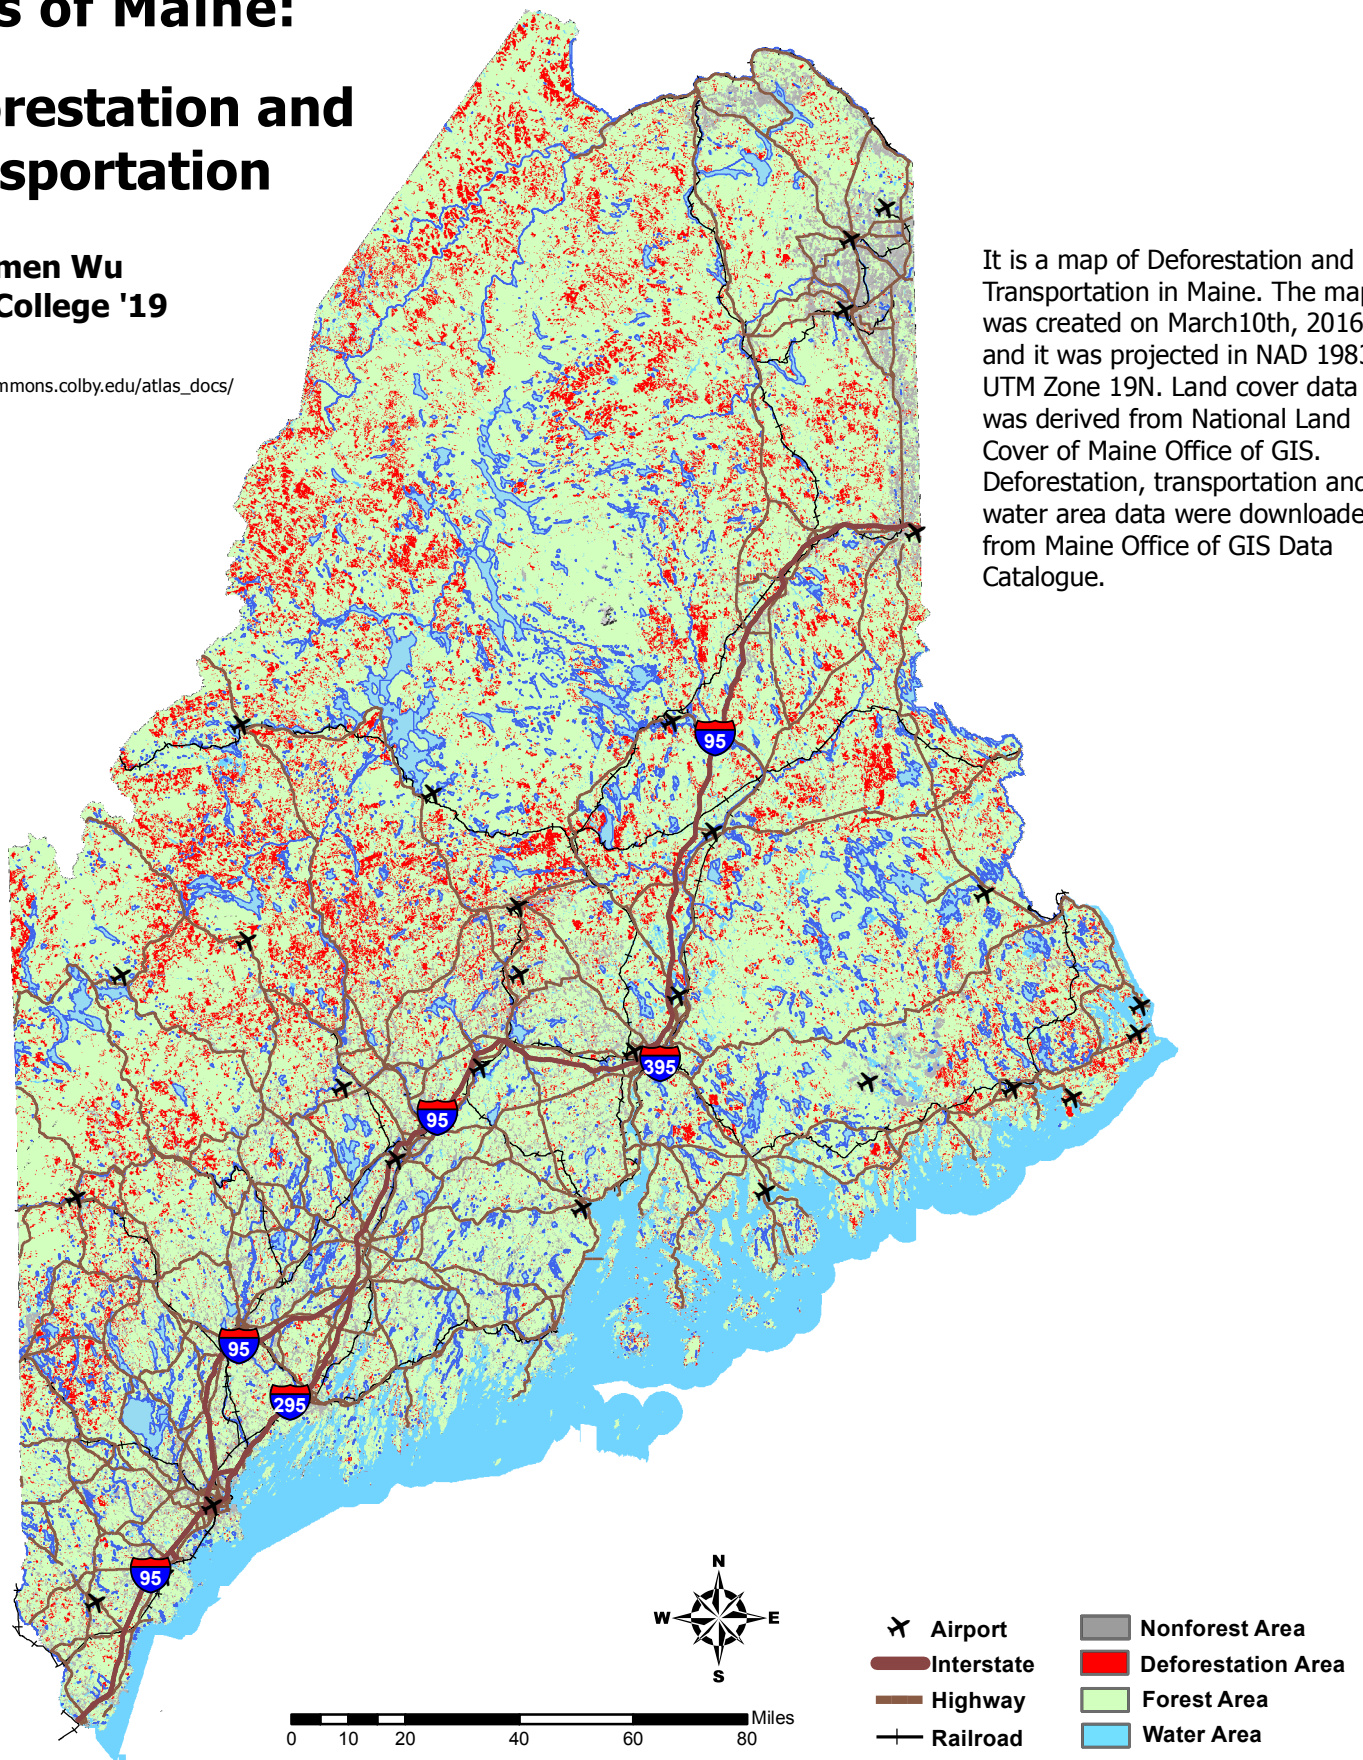 s of Maine:
restation and
sportation
men Wu
College '19
mmons.colby.edu/atlas_docs/
It is a map of Deforestation and
Transportation in Maine. The map
was created on March10th, 2016
and it was projected in NAD 1983
UTM Zone 19N. Land cover data
was derived from National Land
Cover of Maine Office of GIS.
Deforestation, transportation and
water area data were downloade
from Maine Office of GIS Data
Catalogue.
95
395
95
95
295
95
N
W E
S
Airport
Interstate
Highway
Railroad
Nonforest Area
Deforestation Area
Forest Area
Water Area
Miles
0 10 20 40 60 80